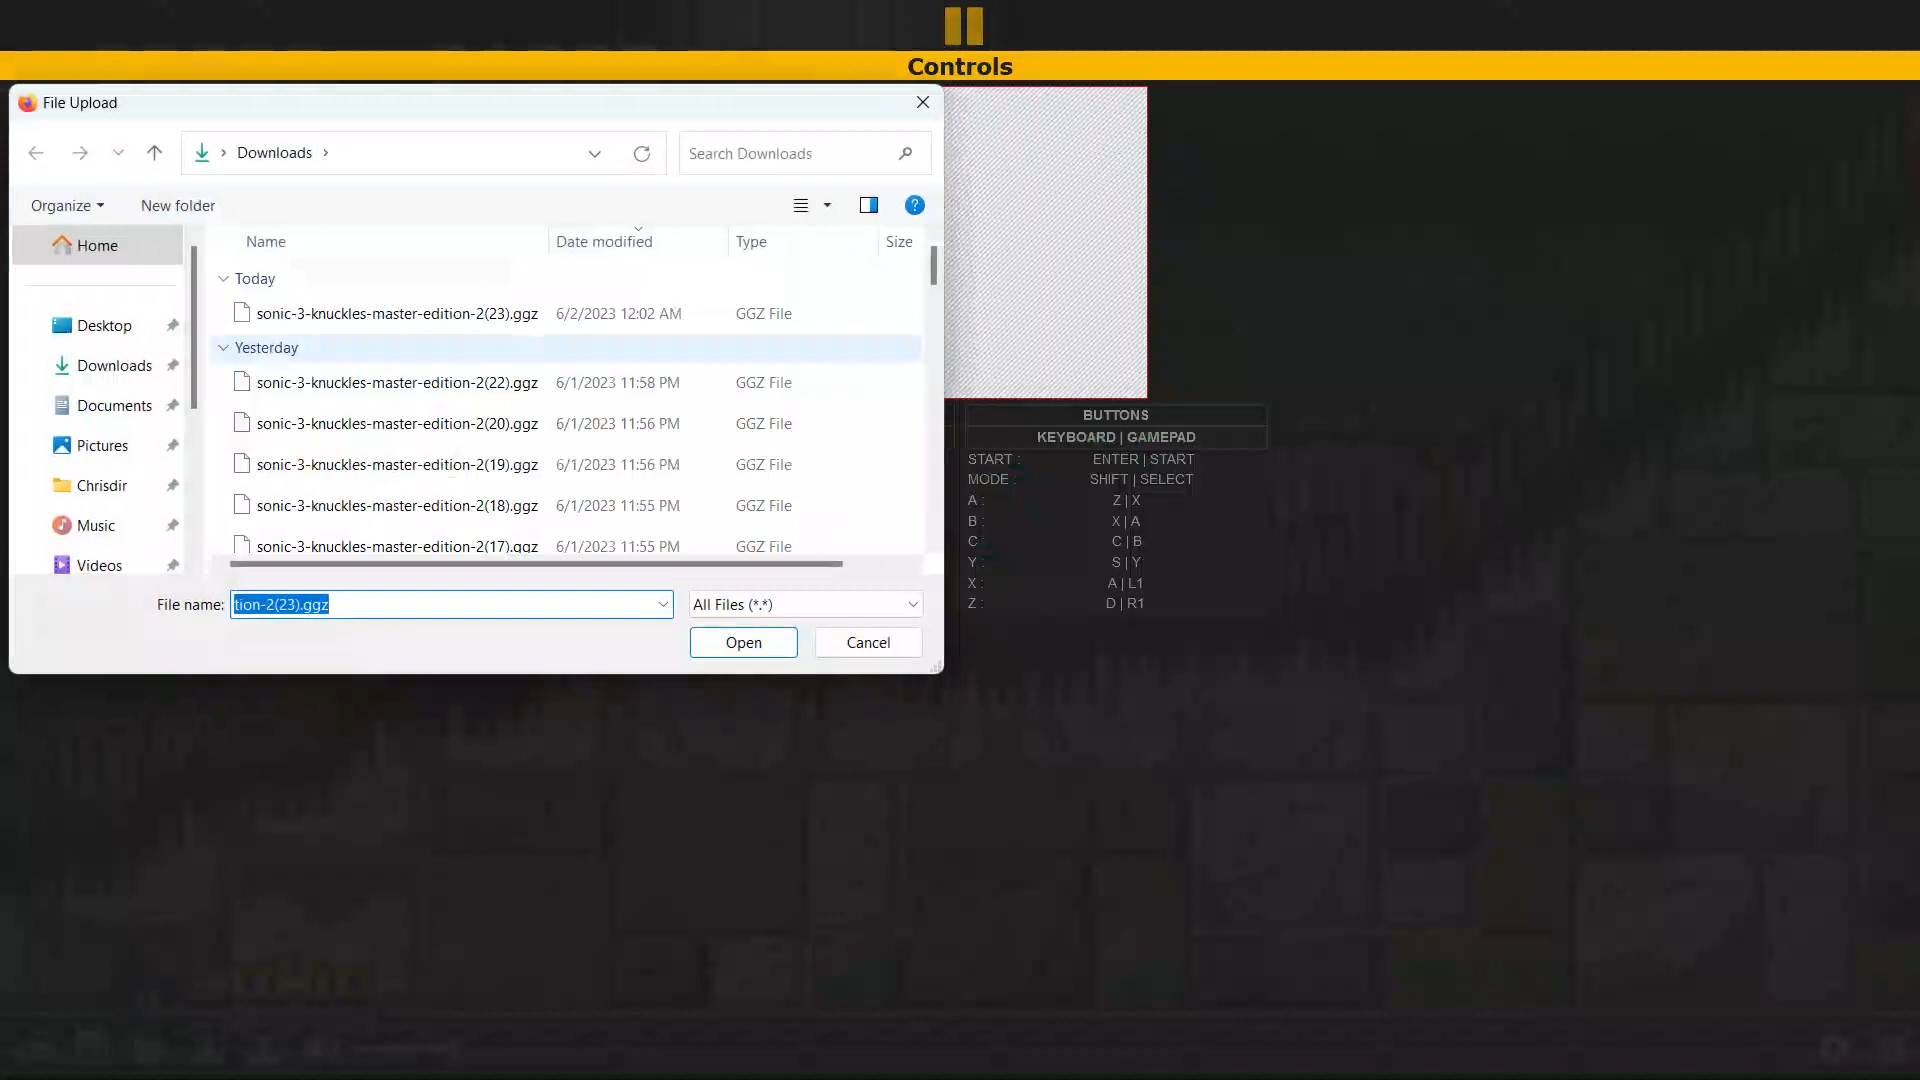 Controls
File Upload
Downloads
Search Downloads
Organize
New folder
Name
Date modified
Type
Size
Home
Desktop
Downloads
Documents
Pictures
Chrisdir
Music
Videos
Today
sonic-3-knuckles-master-edition-2(23).ggz 6/2/2023 12:02 AM GGZ File
Yesterday
sonic-3-knuckles-master-edition-2(22).ggz 6/1/2023 11:58 PM GGZ File
sonic-3-knuckles-master-edition-2(20).ggz 6/1/2023 11:56 PM GGZ File
sonic-3-knuckles-master-edition-2(19).ggz 6/1/2023 11:56 PM GGZ File
sonic-3-knuckles-master-edition-2(18).ggz 6/1/2023 11:55 PM GGZ File
sonic-3-knuckles-master-edition-2(17).ggz 6/1/2023 11:55 PM GGZ File
File name: tion-2(23).ggz
All Files (*.*)
Open
Cancel
BUTTONS
KEYBOARD | GAMEPAD
START : ENTER | START
MODE : SHIFT | SELECT
A : Z | X
B : X | A
C : C | B
Y : S | Y
X : A | L1
Z : D | R1